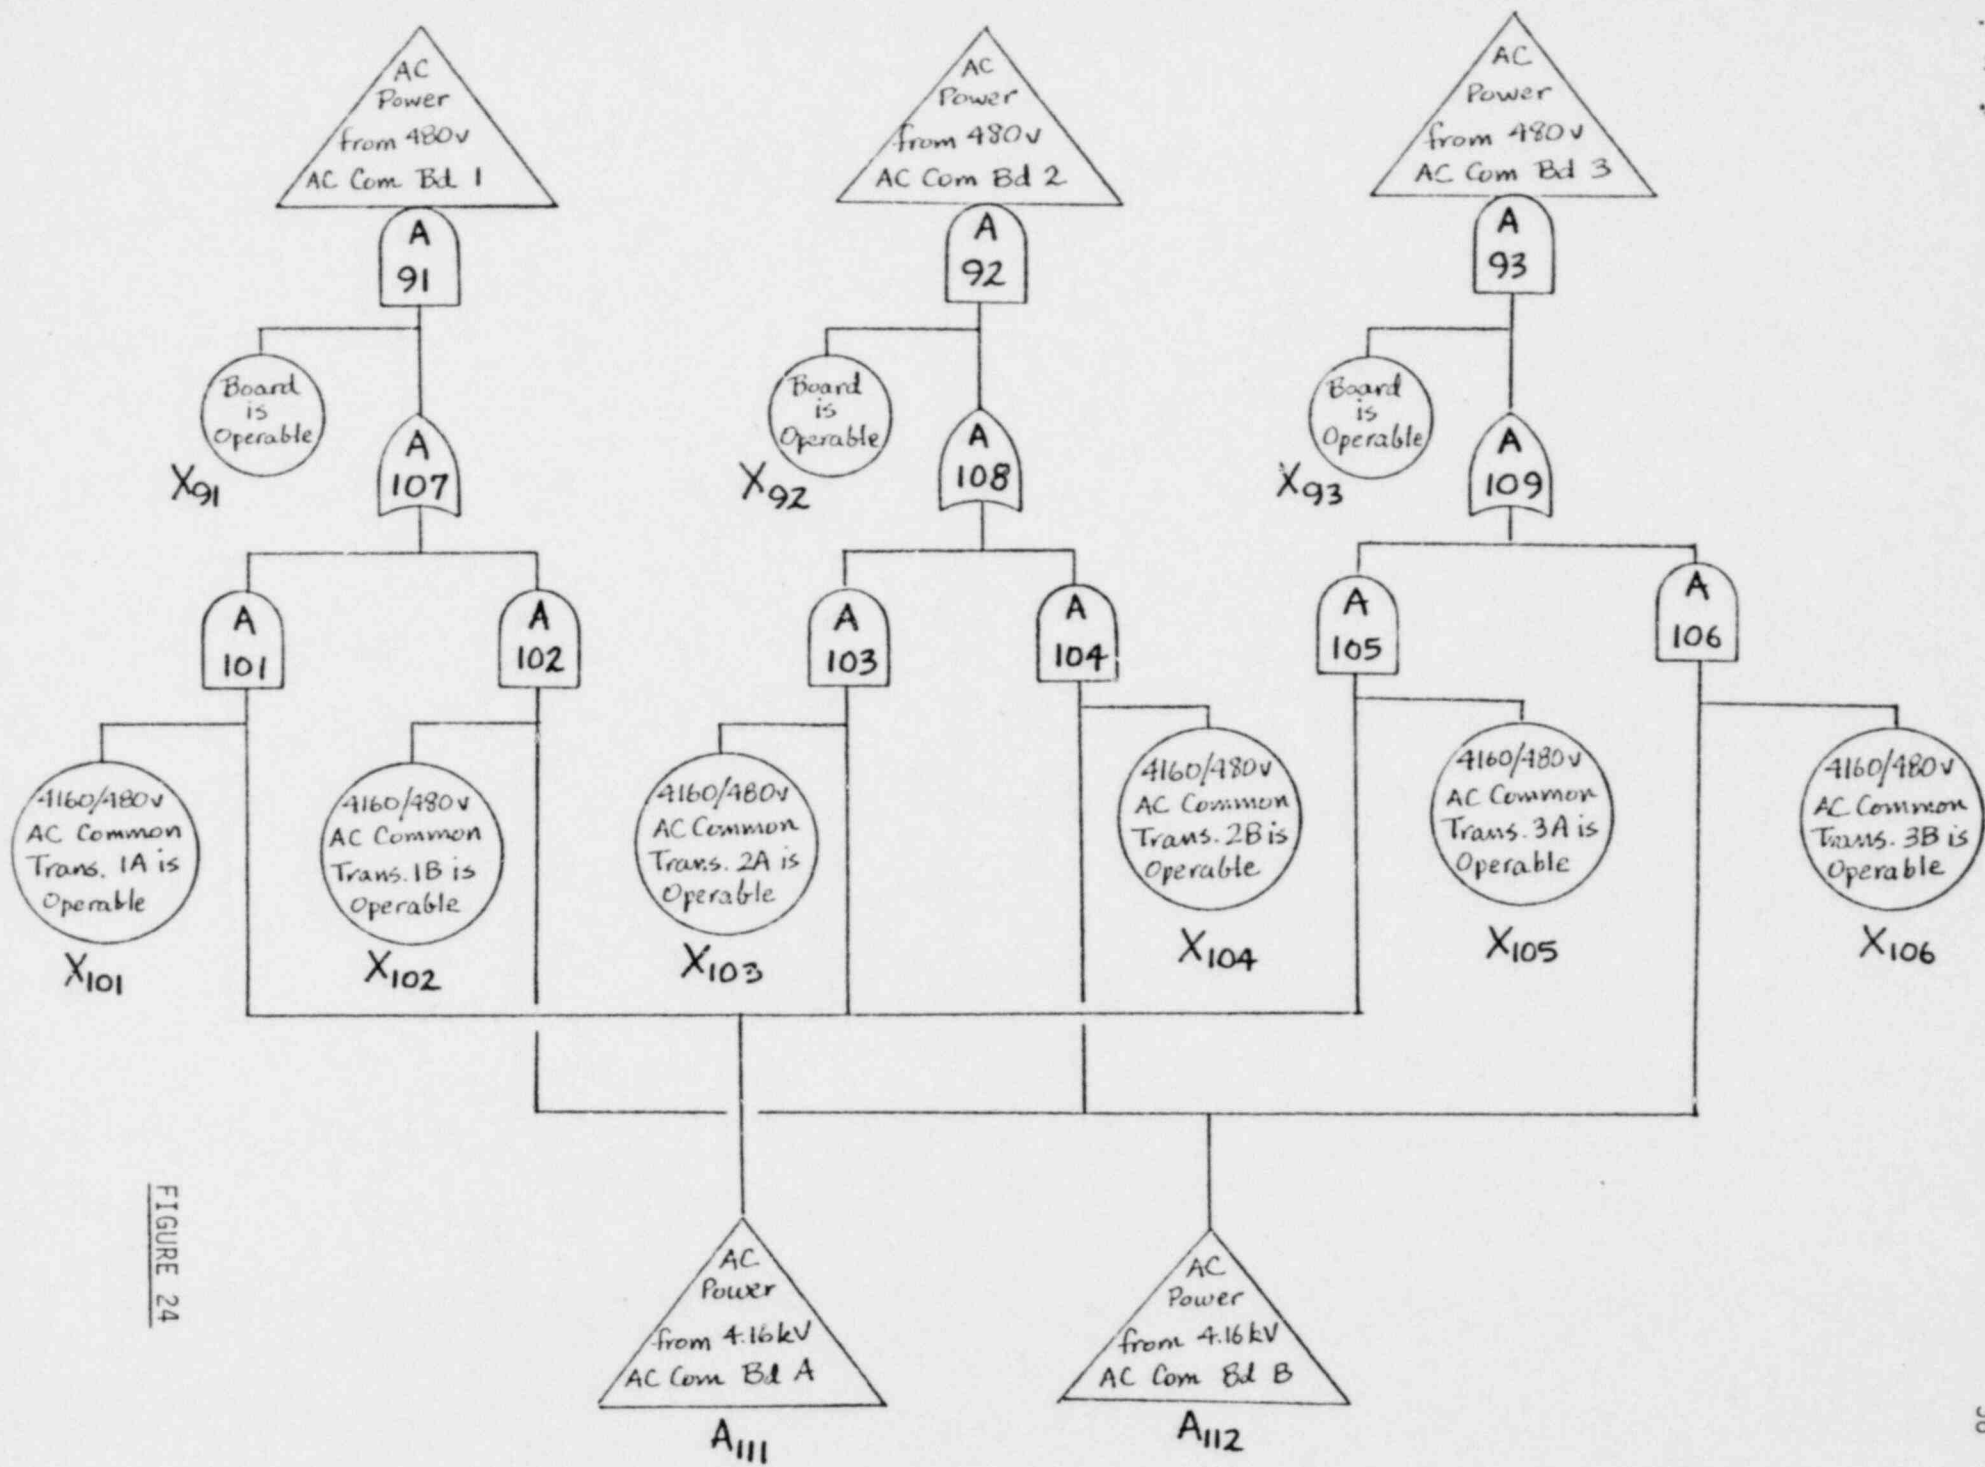 AC
Power
from 480v
AC Com Bd 1
AC
Power
from 480v
AC Com Bd 2
AC
Power
from 480v
AC Com Bd 3
A
91
A
92
A
93
Board
is
Operable
X91
A
107
Board
is
Operable
X92
A
108
Board
is
Operable
X93
A
109
A
101
A
102
A
103
A
104
A
105
A
106
4160/480v
AC Common
Trans. 1A is
Operable
X101
4160/480v
AC Common
Trans. 1B is
Operable
X102
4160/480v
AC Common
Trans. 2A is
Operable
X103
4160/480v
AC Common
Trans. 2B is
Operable
X104
4160/480v
AC Common
Trans. 3A is
Operable
X105
4160/480v
AC Common
Trans. 3B is
Operable
X106
AC
Power
from 4.16kV
AC Com Bd A
A111
AC
Power
from 4.16kV
AC Com Bd B
A112
FIGURE 24